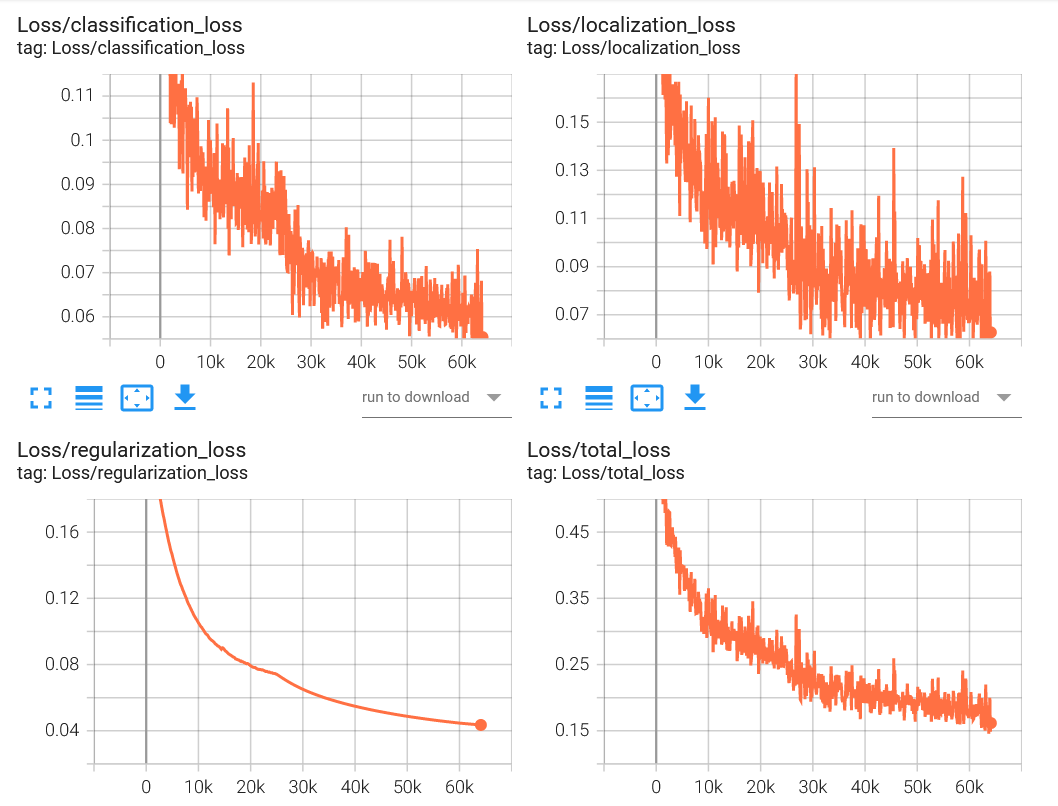 Loss/classification_loss
tag: Loss/classification_loss
0.11
0.1
0.09
0.08
0.07
0.06
0 10k 20k 30k 40k 50k 60k
run to download
Loss/localization_loss
tag: Loss/localization_loss
0.15
0.13
0.11
0.09
0.07
0 10k 20k 30k 40k 50k 60k
run to download
Loss/regularization_loss
tag: Loss/regularization_loss
0.16
0.12
0.08
0.04
0 10k 20k 30k 40k 50k 60k
Loss/total_loss
tag: Loss/total_loss
0.45
0.35
0.25
0.15
0 10k 20k 30k 40k 50k 60k